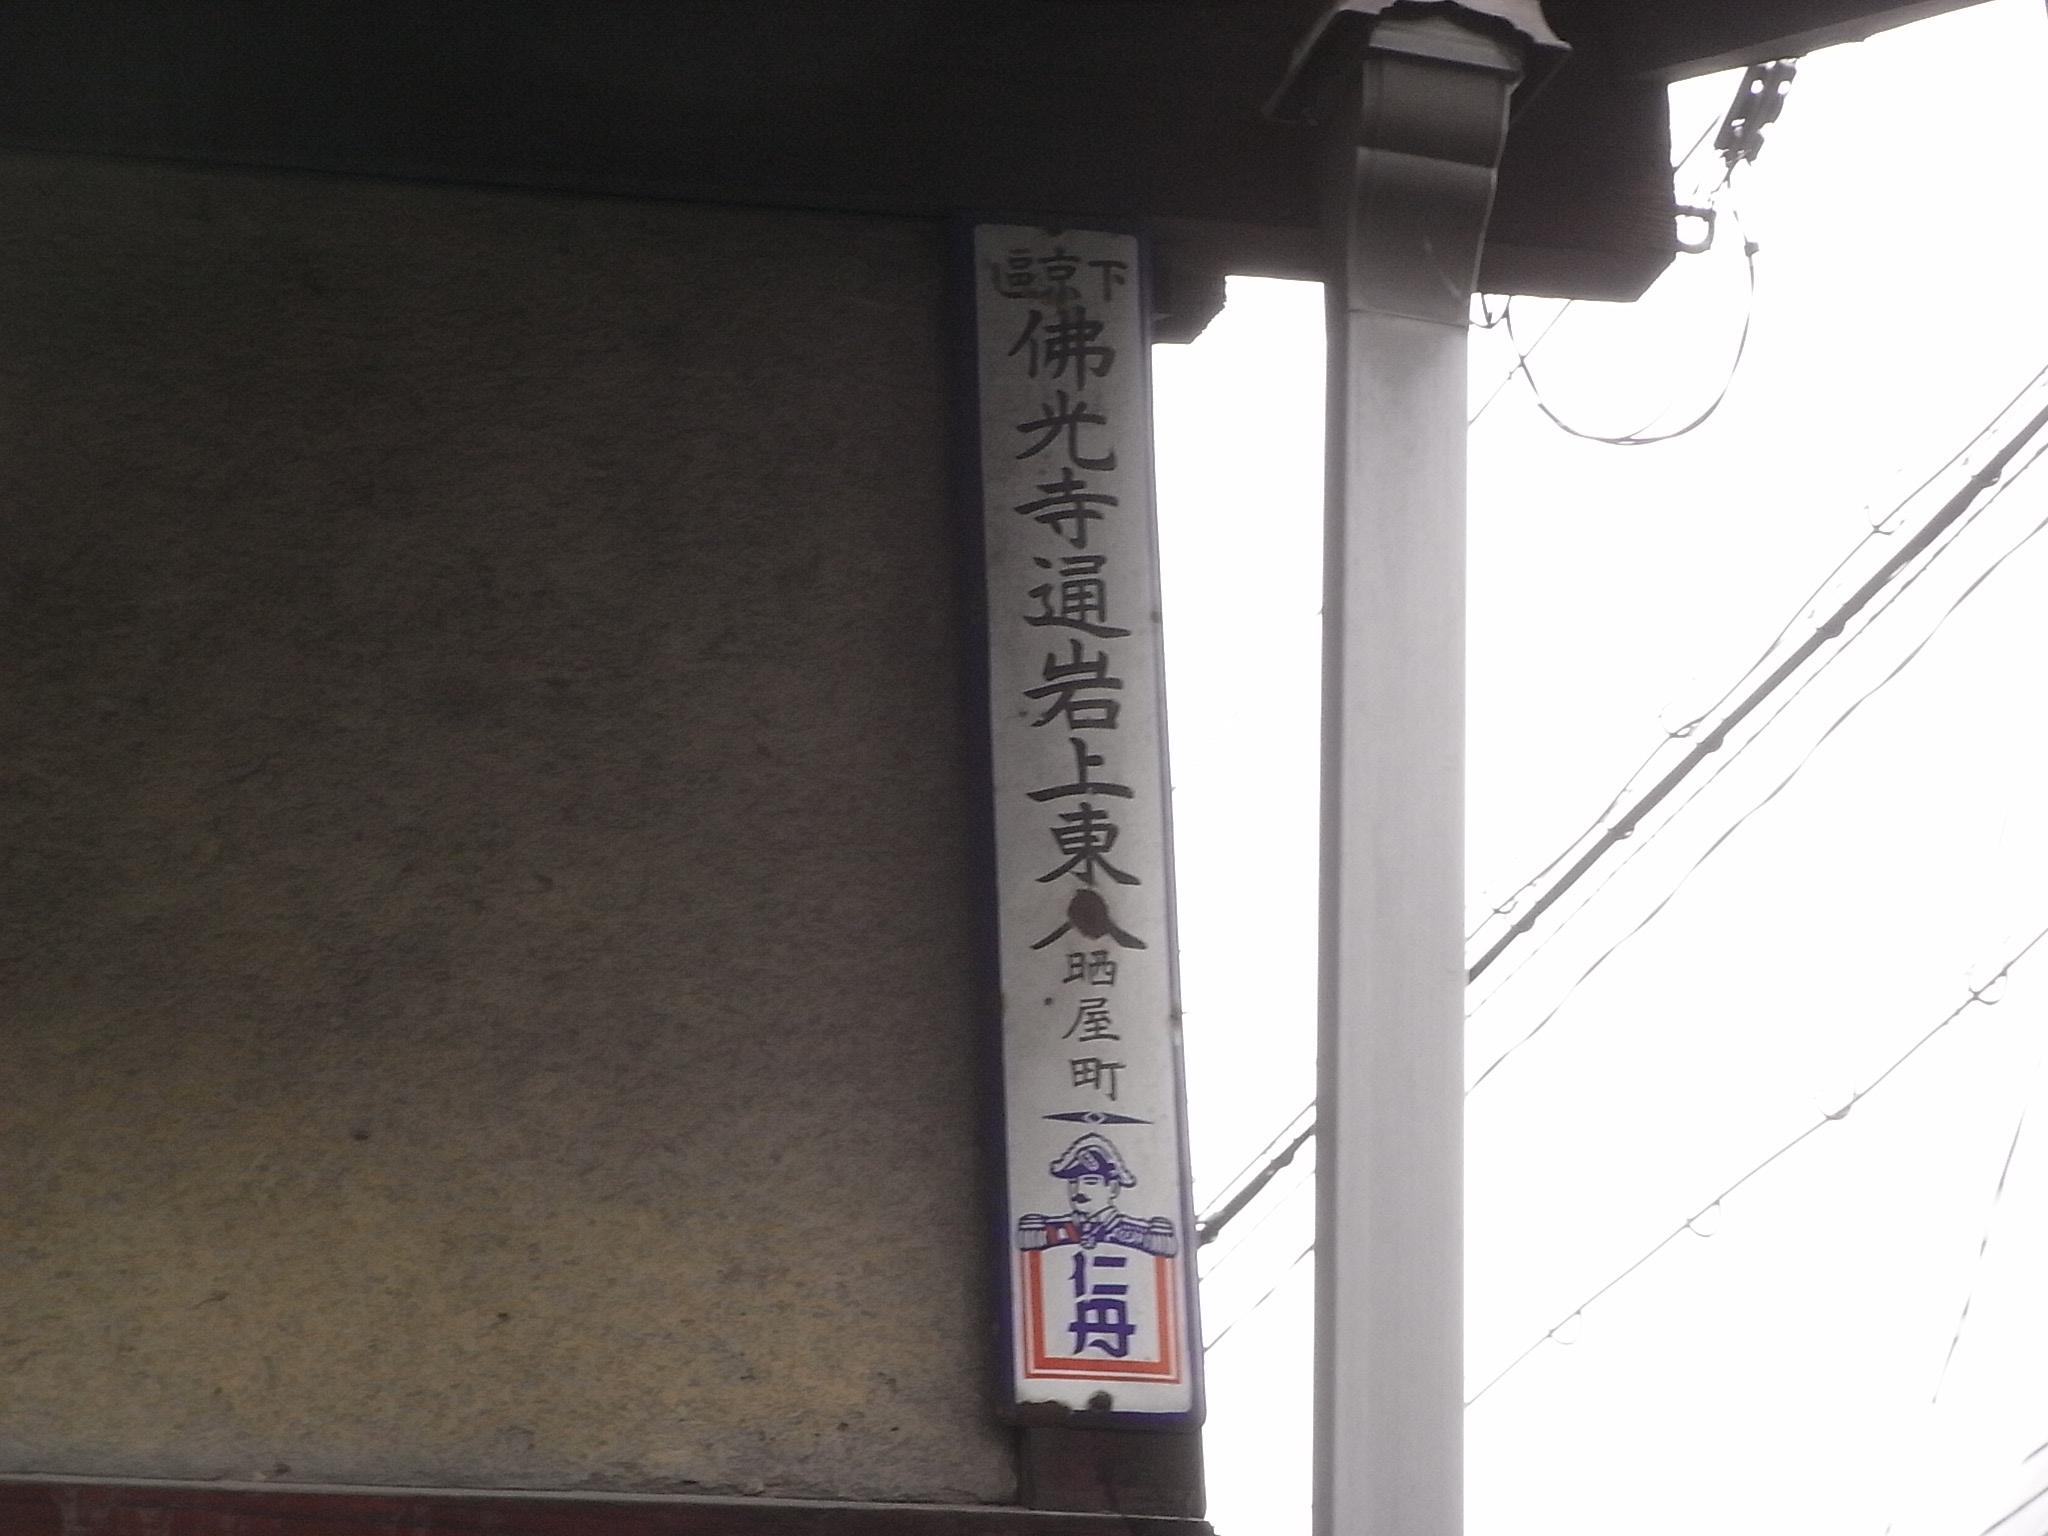 下京區
佛光寺通岩上東入
晒屋町
仁丹